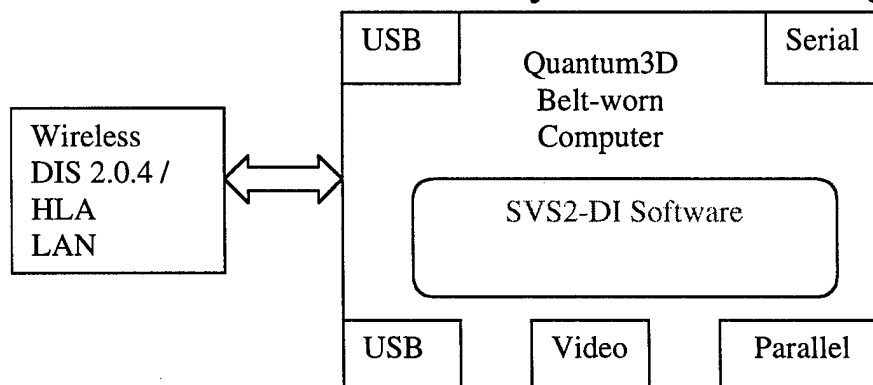 USB
Serial
Quantum3D
Belt-worn
Computer
Wireless
DIS 2.0.4 /
HLA
LAN
SVS2-DI Software
USB
Video
Parallel